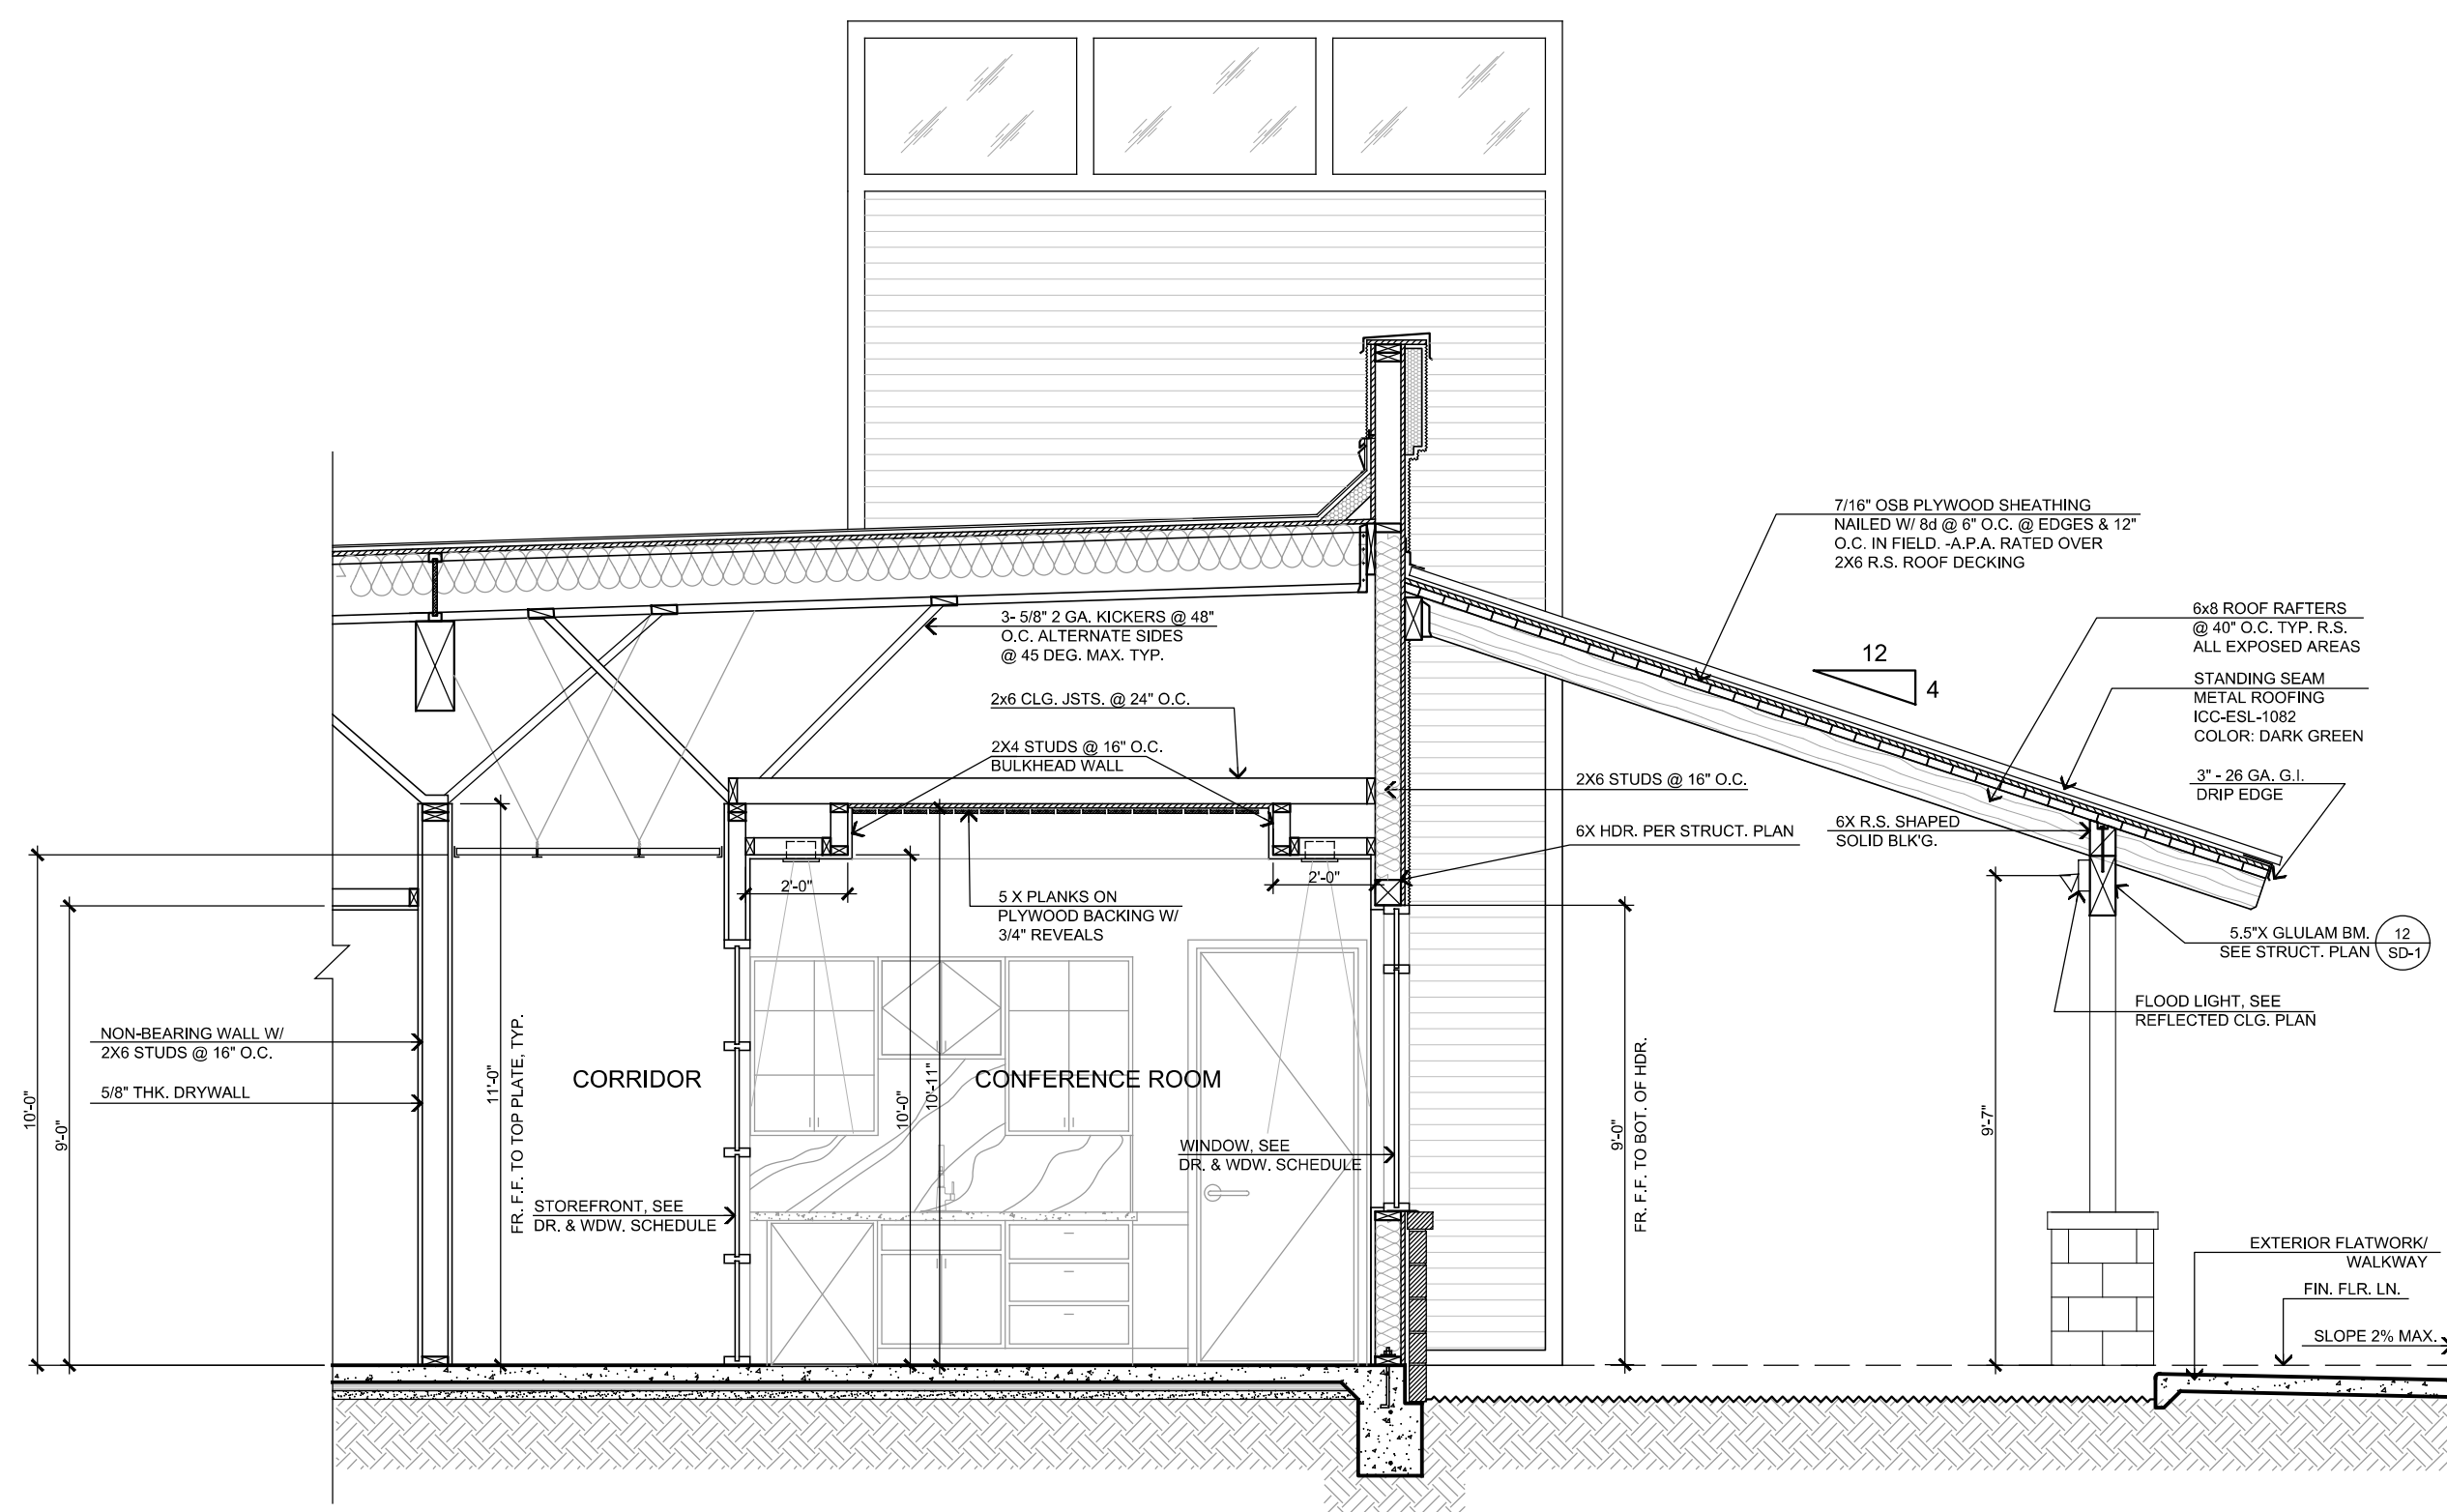 7/16" OSB PLYWOOD SHEATHING
NAILED W/ 8d @ 6" O.C. @ EDGES & 12"
O.C. IN FIELD. -A.P.A. RATED OVER
2X6 R.S. ROOF DECKING
6x8 ROOF RAFTERS
@ 40" O.C. TYP. R.S.
ALL EXPOSED AREAS
3- 5/8" 2 GA. KICKERS @ 48"
O.C. ALTERNATE SIDES
@ 45 DEG. MAX. TYP.
12
4
STANDING SEAM
METAL ROOFING
ICC-ESL-1082
COLOR: DARK GREEN
2x6 CLG. JSTS. @ 24" O.C.
2X4 STUDS @ 16" O.C.
BULKHEAD WALL
2X6 STUDS @ 16" O.C.
3" - 26 GA. G.I.
DRIP EDGE
6X HDR. PER STRUCT. PLAN
6X R.S. SHAPED
SOLID BLK'G.
2'-0"
2'-0"
5 X PLANKS ON
PLYWOOD BACKING W/
3/4" REVEALS
5.5"X GLULAM BM.
SEE STRUCT. PLAN
12
SD-1
FLOOD LIGHT, SEE
REFLECTED CLG. PLAN
NON-BEARING WALL W/
2X6 STUDS @ 16" O.C.
5/8" THK. DRYWALL
10'-0"
9'-0"
11'-0"
FR. F.F. TO TOP PLATE, TYP.
CORRIDOR
10'-0"
10'-11"
CONFERENCE ROOM
9'-0"
FR. F.F. TO BOT. OF HDR.
9'-7"
WINDOW, SEE
DR. & WDW. SCHEDULE
STOREFRONT, SEE
DR. & WDW. SCHEDULE
EXTERIOR FLATWORK/
WALKWAY
FIN. FLR. LN.
SLOPE 2% MAX.